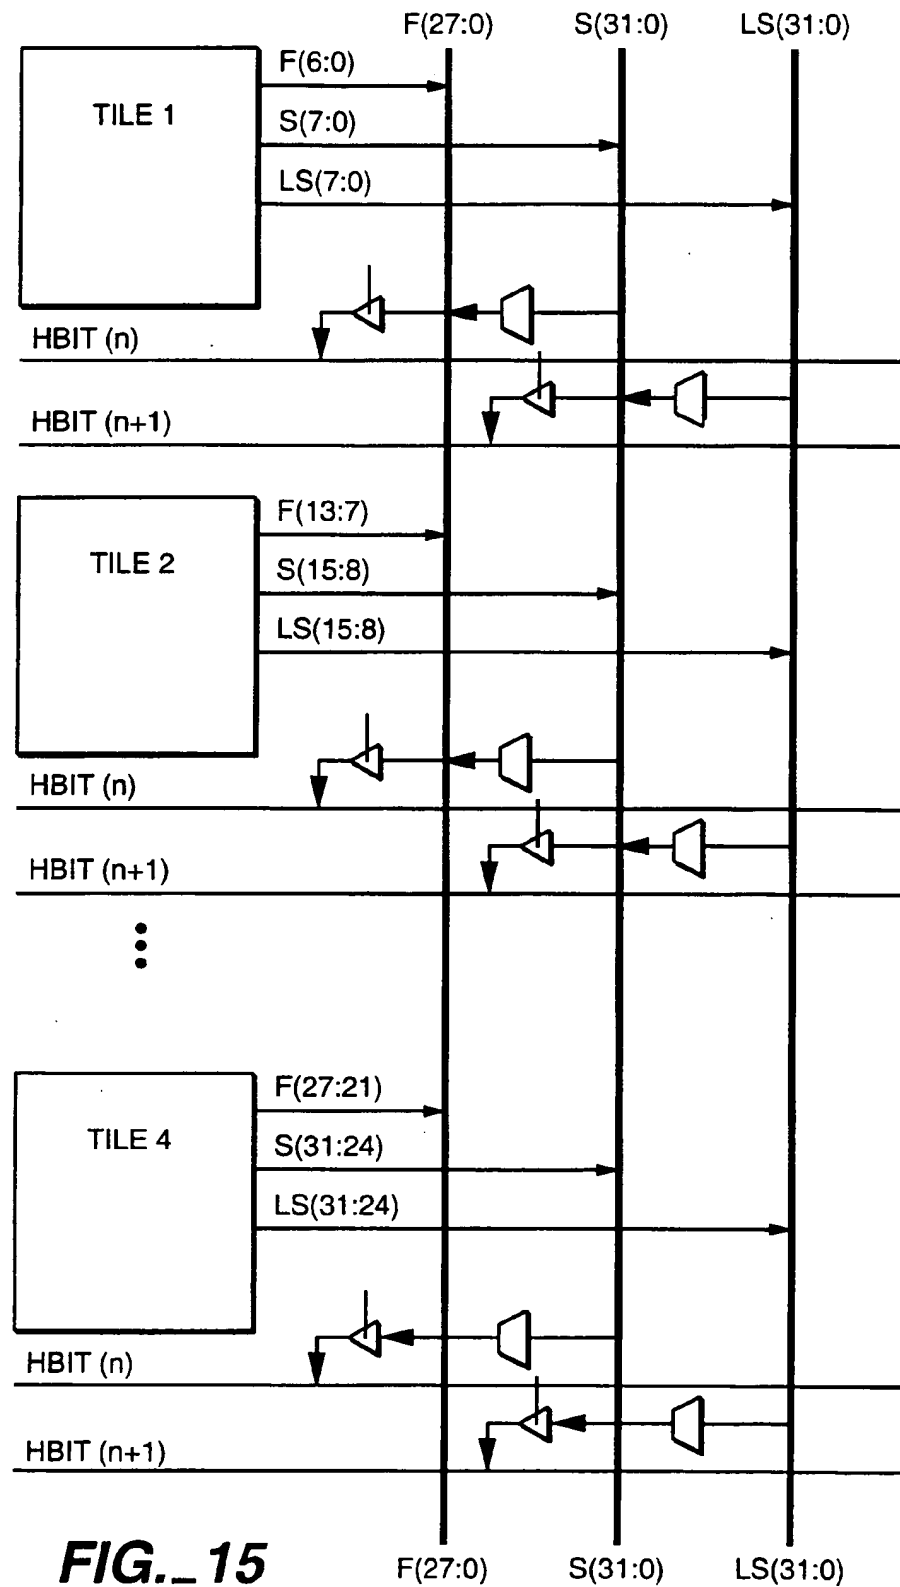 F(27:0) S(31:0) LS(31:0)
TILE 1
F(6:0)
S(7:0)
LS(7:0)
HBIT (n)
HBIT (n+1)
TILE 2
F(13:7)
S(15:8)
LS(15:8)
HBIT (n)
HBIT (n+1)
TILE 4
F(27:21)
S(31:24)
LS(31:24)
HBIT (n)
HBIT (n+1)
F(27:0) S(31:0) LS(31:0)
FIG._15